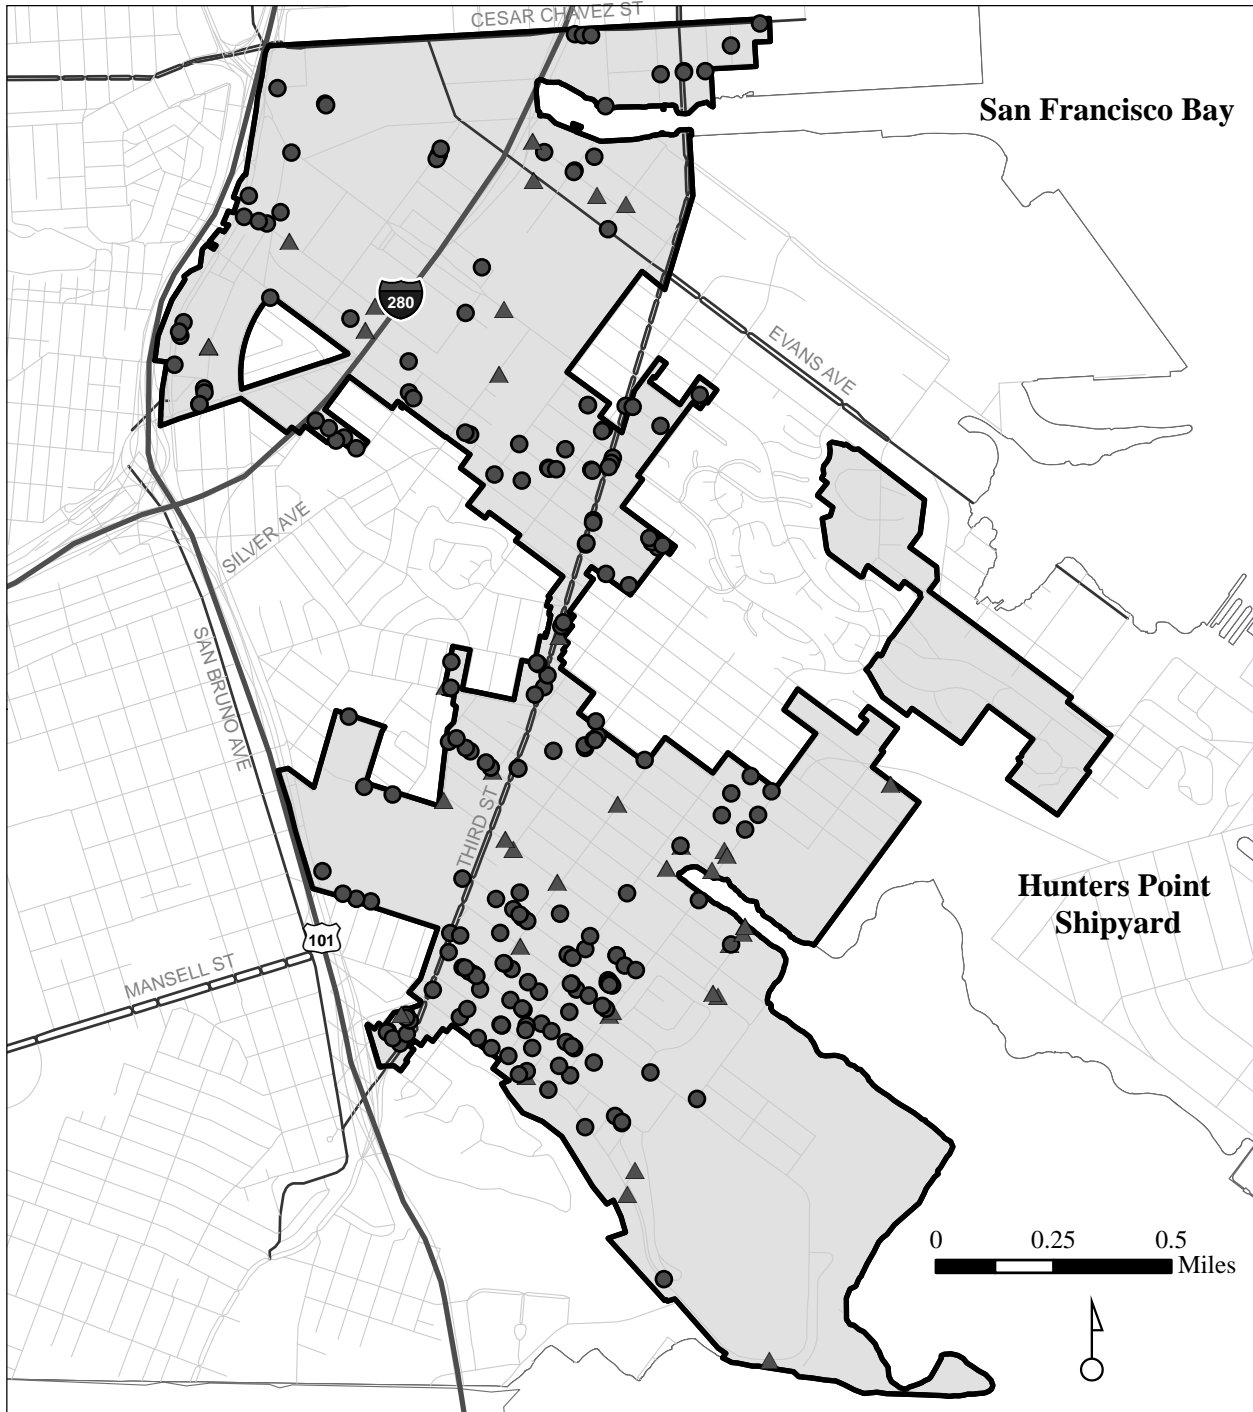 CESAR CHAVEZ ST
San Francisco Bay
280
EVANS AVE
SILVER AVE
SAN BRUNO AVE
THIRD ST
Hunters Point
Shipyard
101
MANSELL ST
0 0.25 0.5
Miles